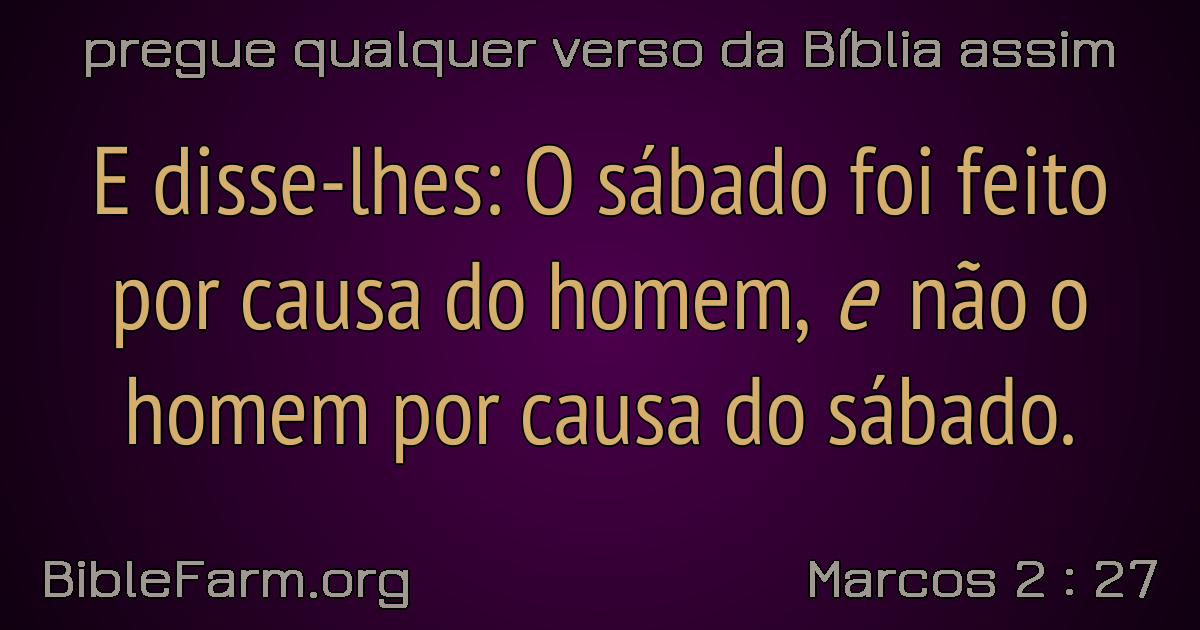 pregue qualquer verso da Bíblia assim
E disse-lhes: O sábado foi feito
por causa do homem, e não o
homem por causa do sábado.
BibleFarm.org
Marcos 2 : 27